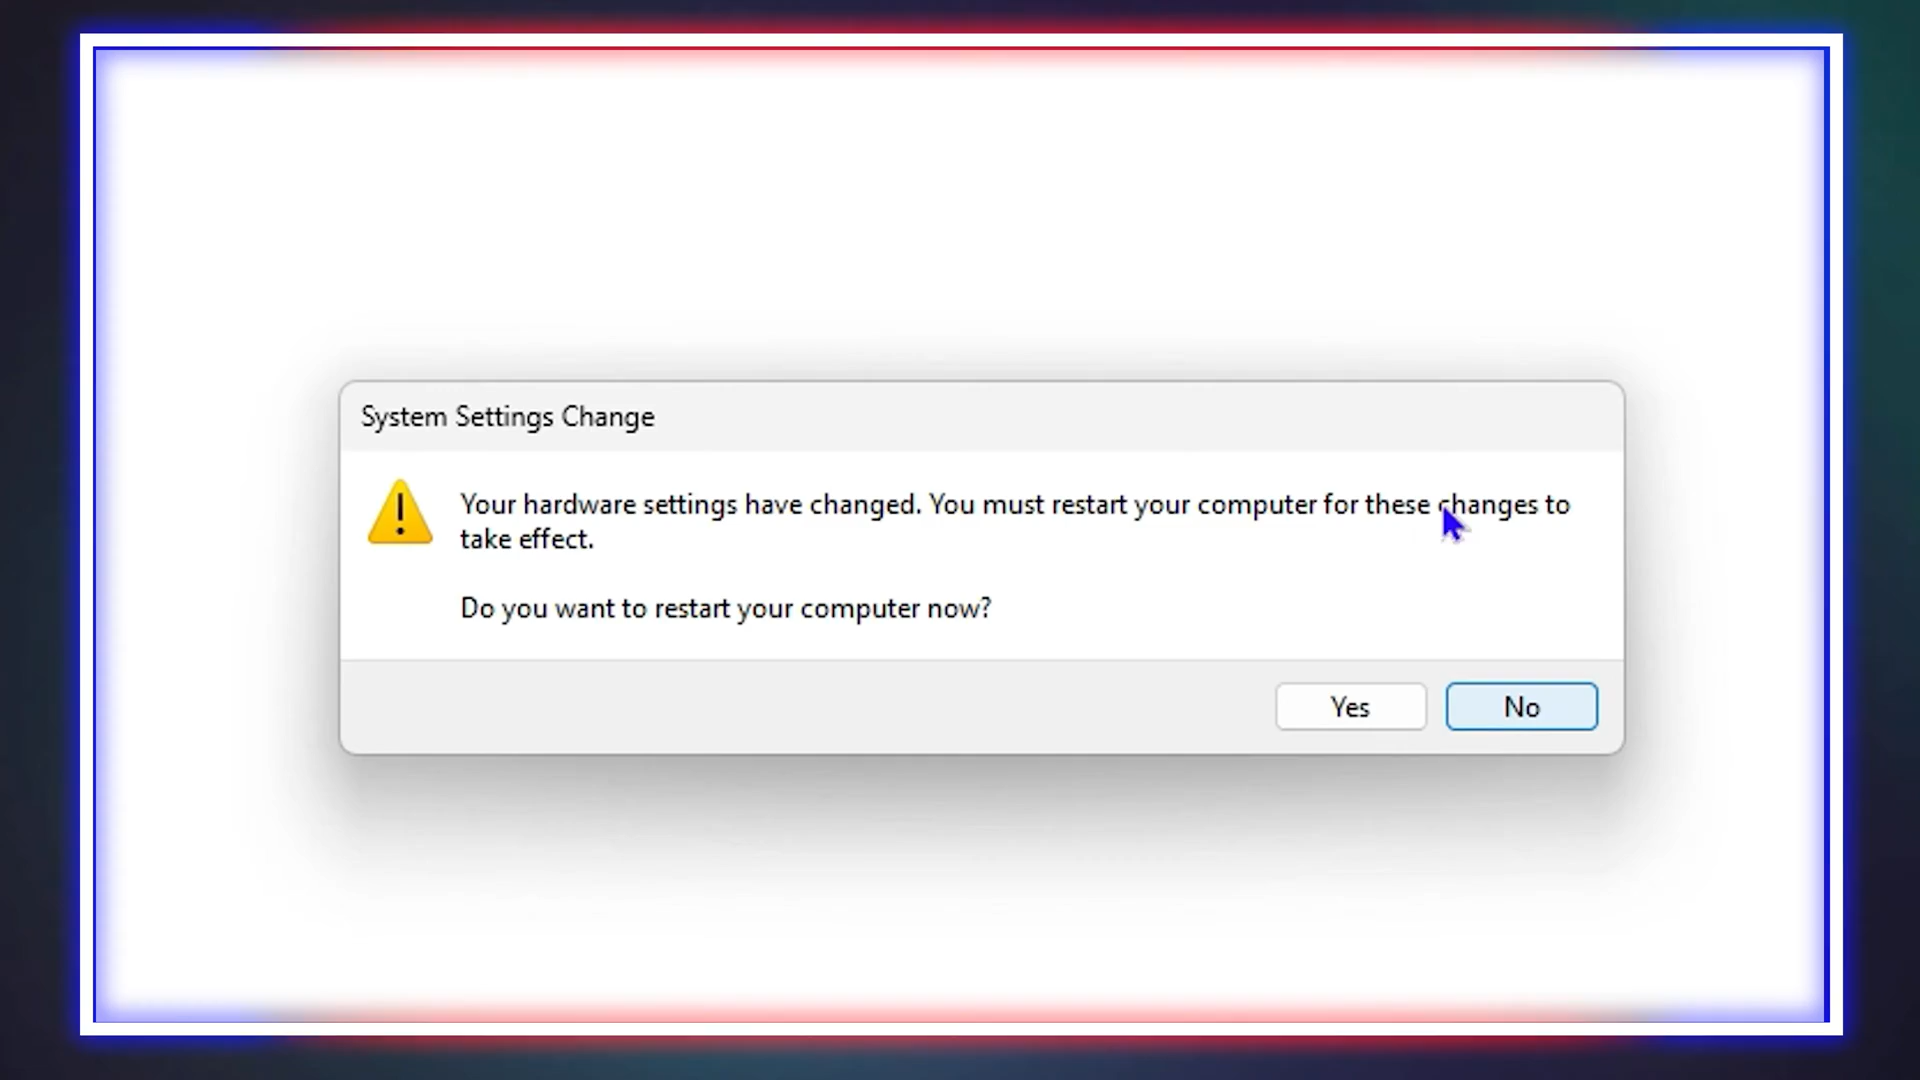 System Settings Change
Your hardware settings have changed. You must restart your computer for these changes to
take effect.
Do you want to restart your computer now?
Yes
No